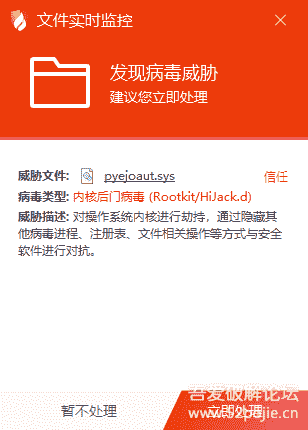 文件实时监控
发现病毒威胁
建议您立即处理
威胁文件: pyejoaut.sys 信任
病毒类型: 内核后门病毒 (Rootkit/HiJack.d)
威胁描述: 对操作系统内核进行劫持，通过隐藏其
他病毒进程、注册表、文件相关操作等方式与安全
软件进行对抗。
暂不处理 立即处理
吾爱破解论坛
www.52pojie.cn